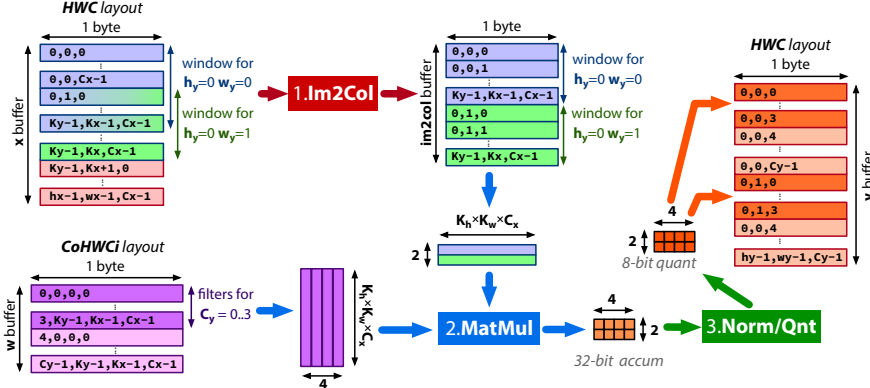 HWC layout
1 byte
x buffer
0,0,0
0,0,Cx-1
0,1,0
Ky-1,Kx-1,Cx-1
Ky-1,Kx,Cx-1
Ky-1,Kx+1,0
hx-1,wx-1,Cx-1
window for
hy=0 wy=0
window for
hy=0 wy=1
1.Im2Col
1 byte
im2col buffer
0,0,0
0,0,1
Ky-1,Kx-1,Cx-1
0,1,0
0,1,1
Ky-1,Kx,Cx-1
window for
hy=0 wy=0
window for
hy=0 wy=1
HWC layout
1 byte
y buffer
0,0,0
0,0,3
0,0,4
0,0,Cy-1
0,1,0
0,1,3
0,0,4
hy-1,wy-1,Cy-1
CoHWCi layout
1 byte
w buffer
0,0,0,0
3,Ky-1,Kx-1,Cx-1
4,0,0,0
Cy-1,Ky-1,Kx-1,Cx-1
filters for
Cy = 0..3
Kh×Kw×Cx
4
Kh×Kw×Cx
2
2.MatMul
4
2
32-bit accum
3.Norm/Qnt
4
2
8-bit quant